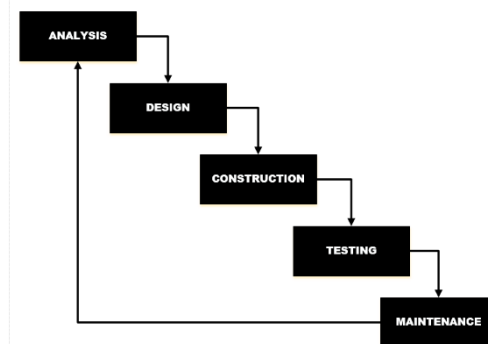 ANALYSIS
DESIGN
CONSTRUCTION
TESTING
MAINTENANCE